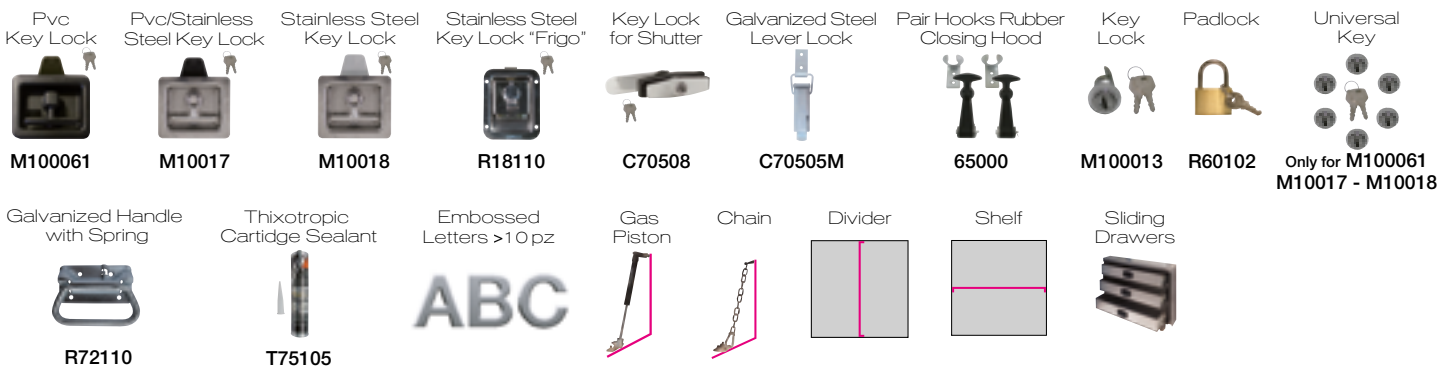 Pvc
Key Lock
M100061
Pvc/Stainless
Steel Key Lock
M10017
Stainless Steel
Key Lock
M10018
Stainless Steel
Key Lock "Frigo"
R18110
Key Lock
for Shutter
C70508
Galvanized Steel
Lever Lock
C70505M
Pair Hooks Rubber
Closing Hood
65000
Key
Lock
M100013
Padlock
R60102
Universal
Key
Only for M100061
M10017 - M10018
Galvanized Handle
with Spring
R72110
Thixotropic
Cartidge Sealant
T75105
Embossed
Letters >10 pz
ABC
Gas
Piston
Chain
Divider
Shelf
Sliding
Drawers